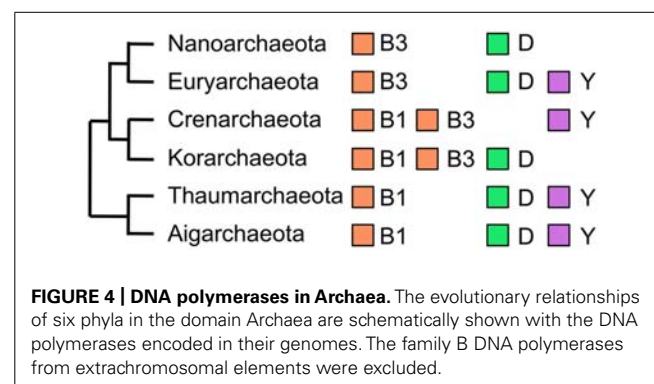 Nanoarchaeota B3 D
Euryarchaeota B3 D Y
Crenarchaeota B1 B3 Y
Korarchaeota B1 B3 D
Thaumarchaeota B1 D Y
Aigarchaeota B1 D Y
FIGURE 4 | DNA polymerases in Archaea. The evolutionary relationships
of six phyla in the domain Archaea are schematically shown with the DNA
polymerases encoded in their genomes. The family B DNA polymerases
from extrachromosomal elements were excluded.